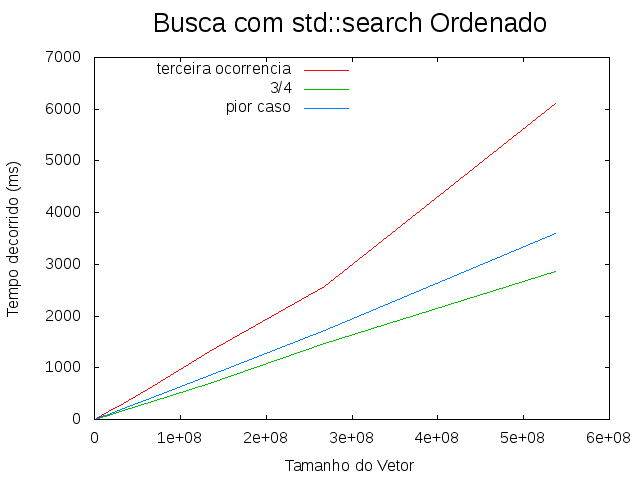 Busca com std::search Ordenado
7000
6000
5000
4000
3000
2000
1000
0
Tempo decorrido (ms)
terceira ocorrencia
3/4
pior caso
0 1e+08 2e+08 3e+08 4e+08 5e+08 6e+08
Tamanho do Vetor